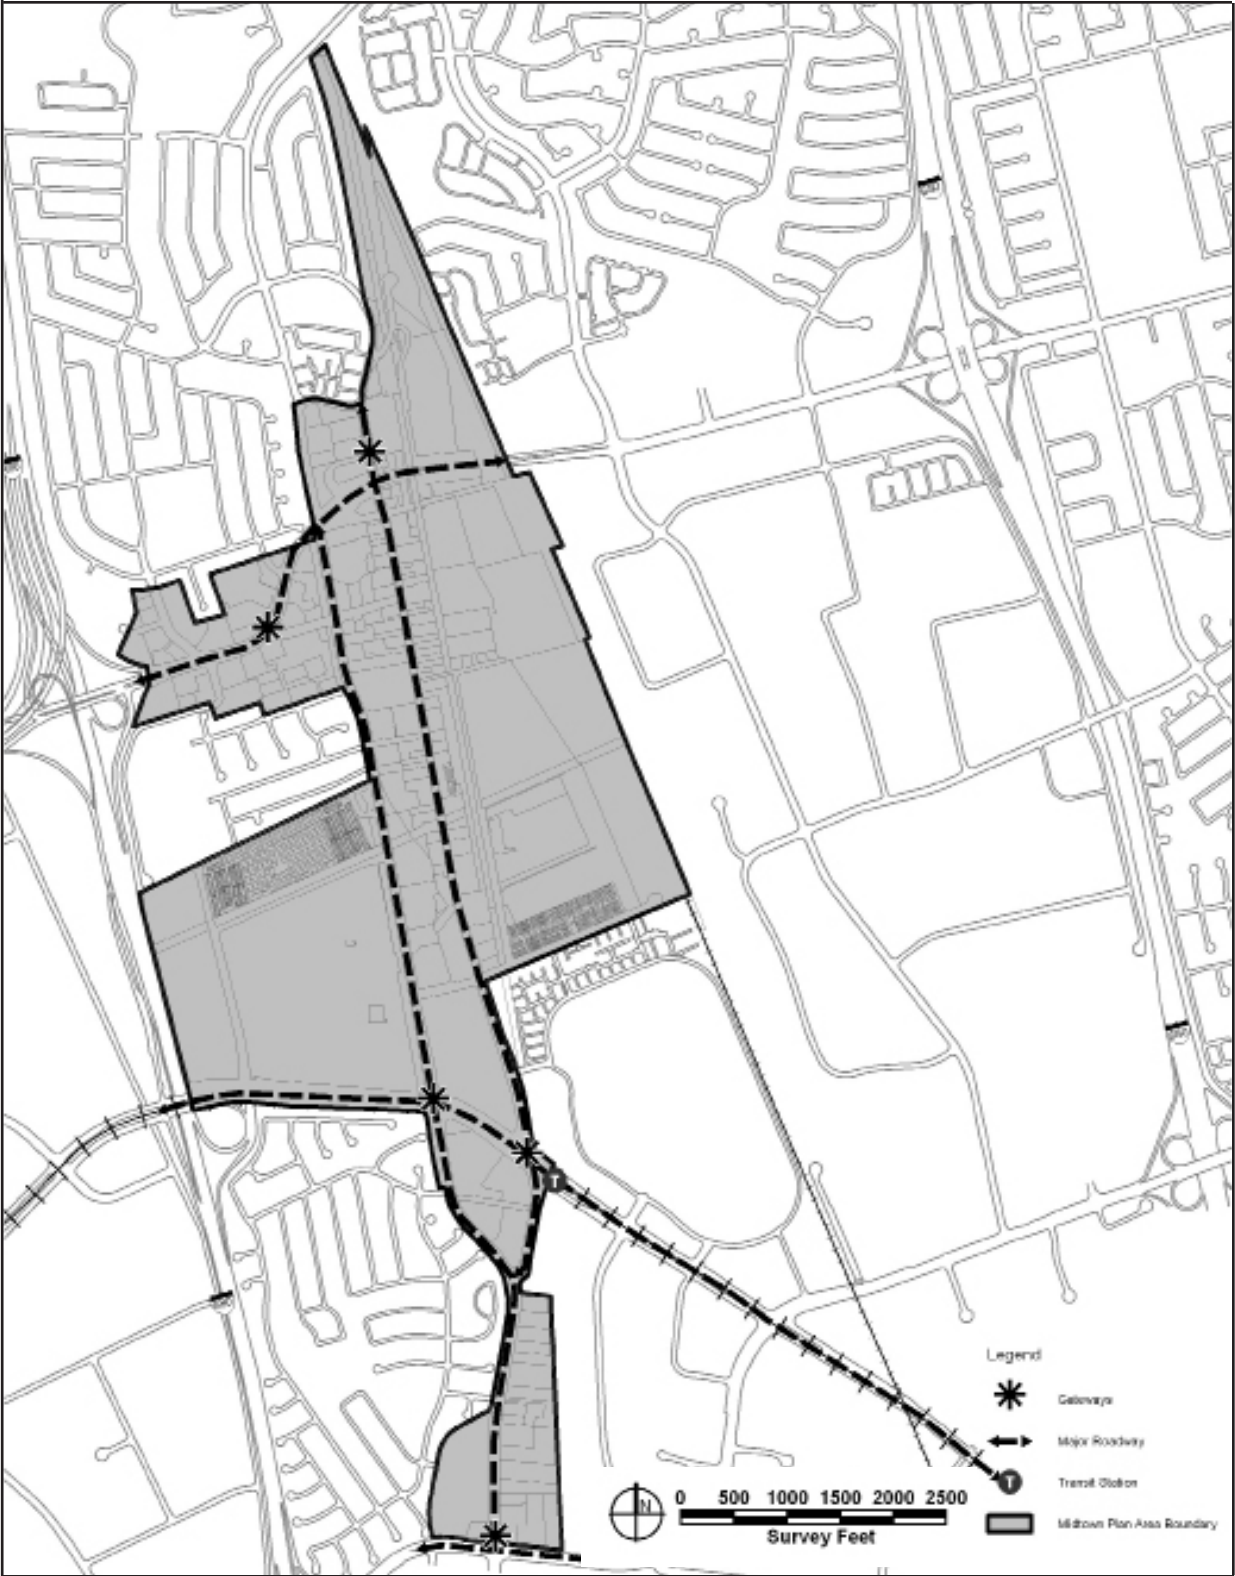 T
Legend
Gateways
Major Roadway
T
Transit Station
Midtown Plan Area Boundary
N
0 500 1000 1500 2000 2500
Survey Feet